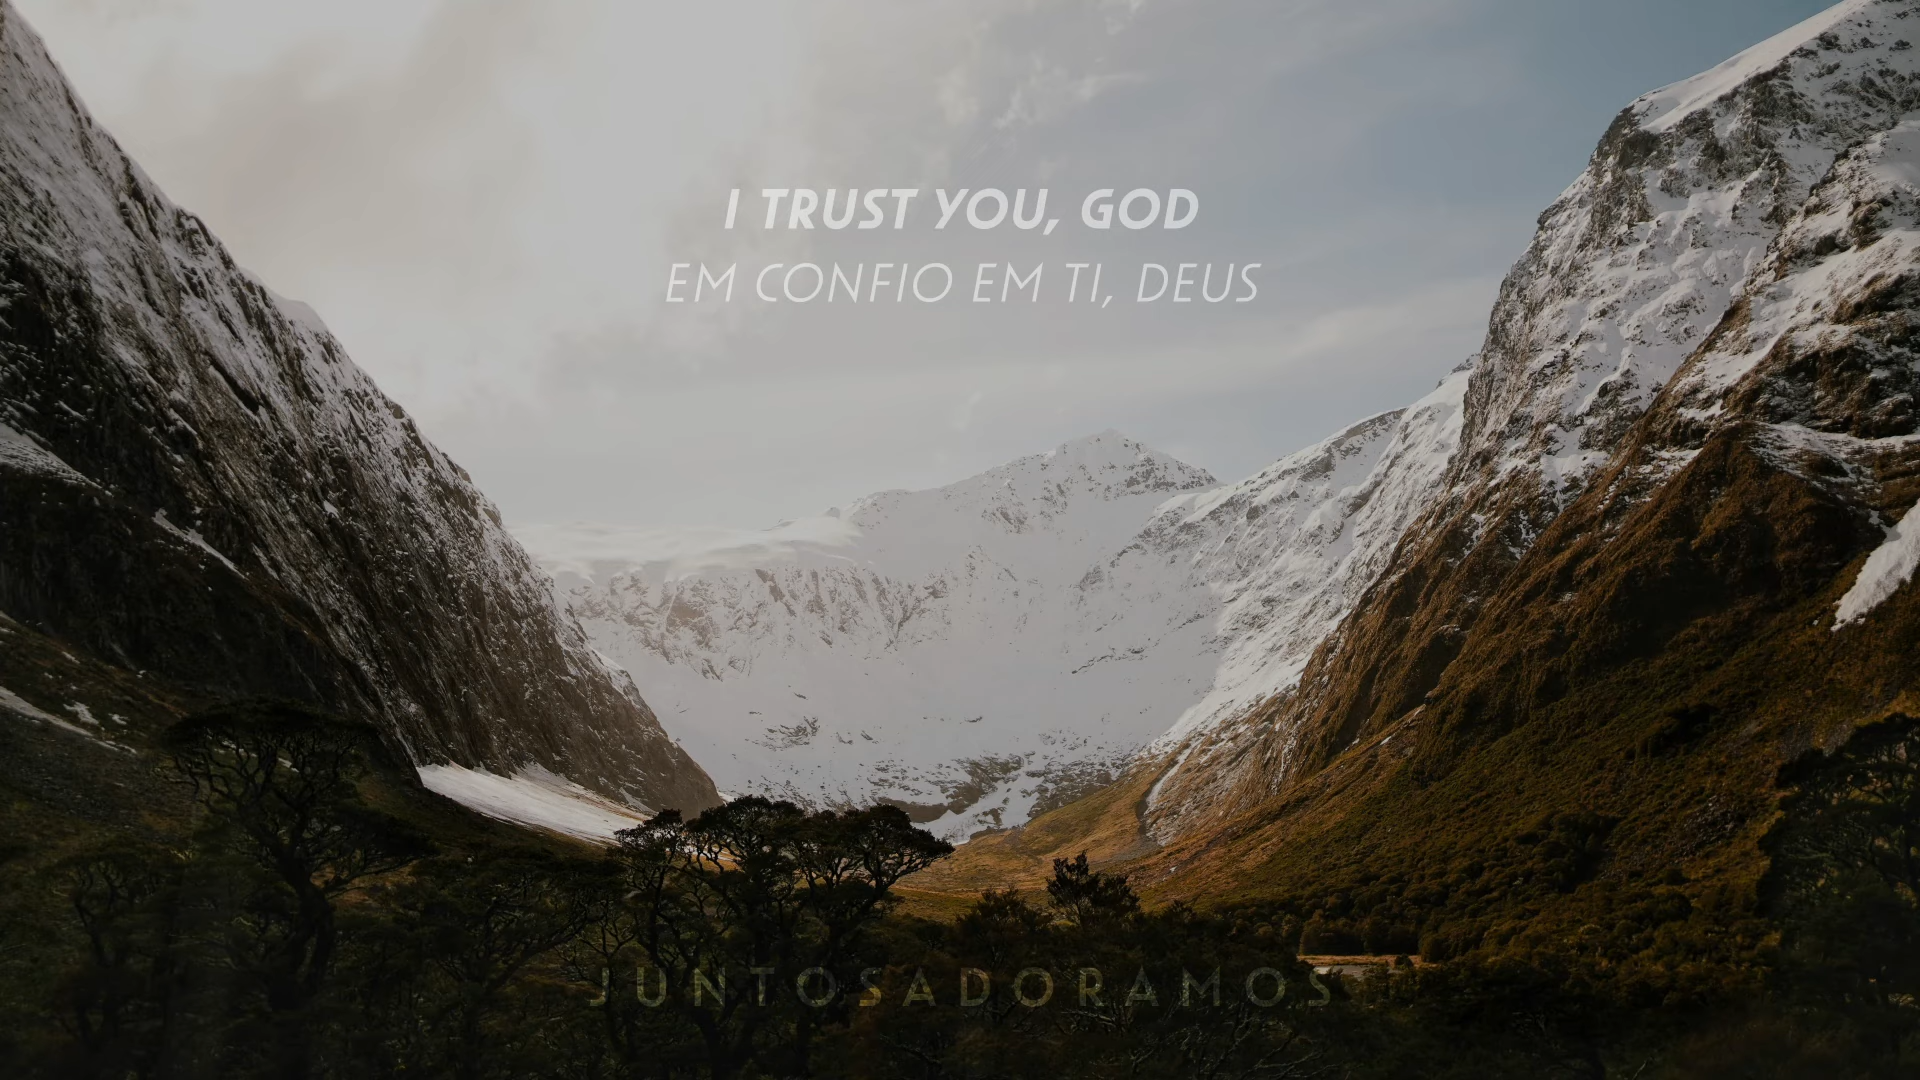 I TRUST YOU, GOD
EM CONFIO EM TI, DEUS
JUNTOSADORAMOS